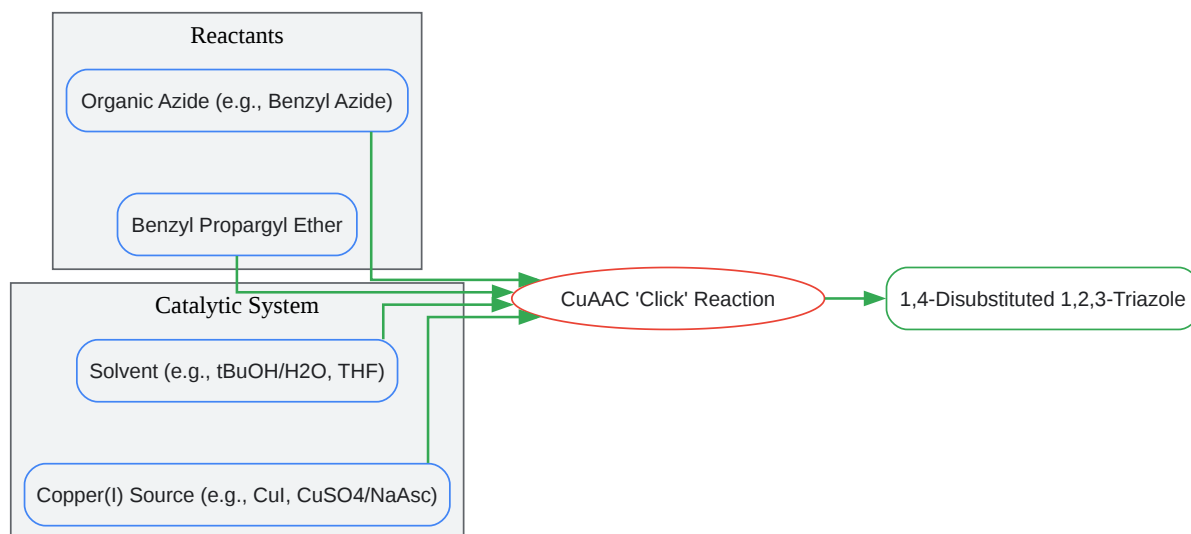 Reactants
Organic Azide (e.g., Benzyl Azide)
Benzyl Propargyl Ether
Catalytic System
Solvent (e.g., tBuOH/H2O, THF)
Copper(I) Source (e.g., CuI, CuSO4/NaAsc)
CuAAC 'Click' Reaction
1,4-Disubstituted 1,2,3-Triazole